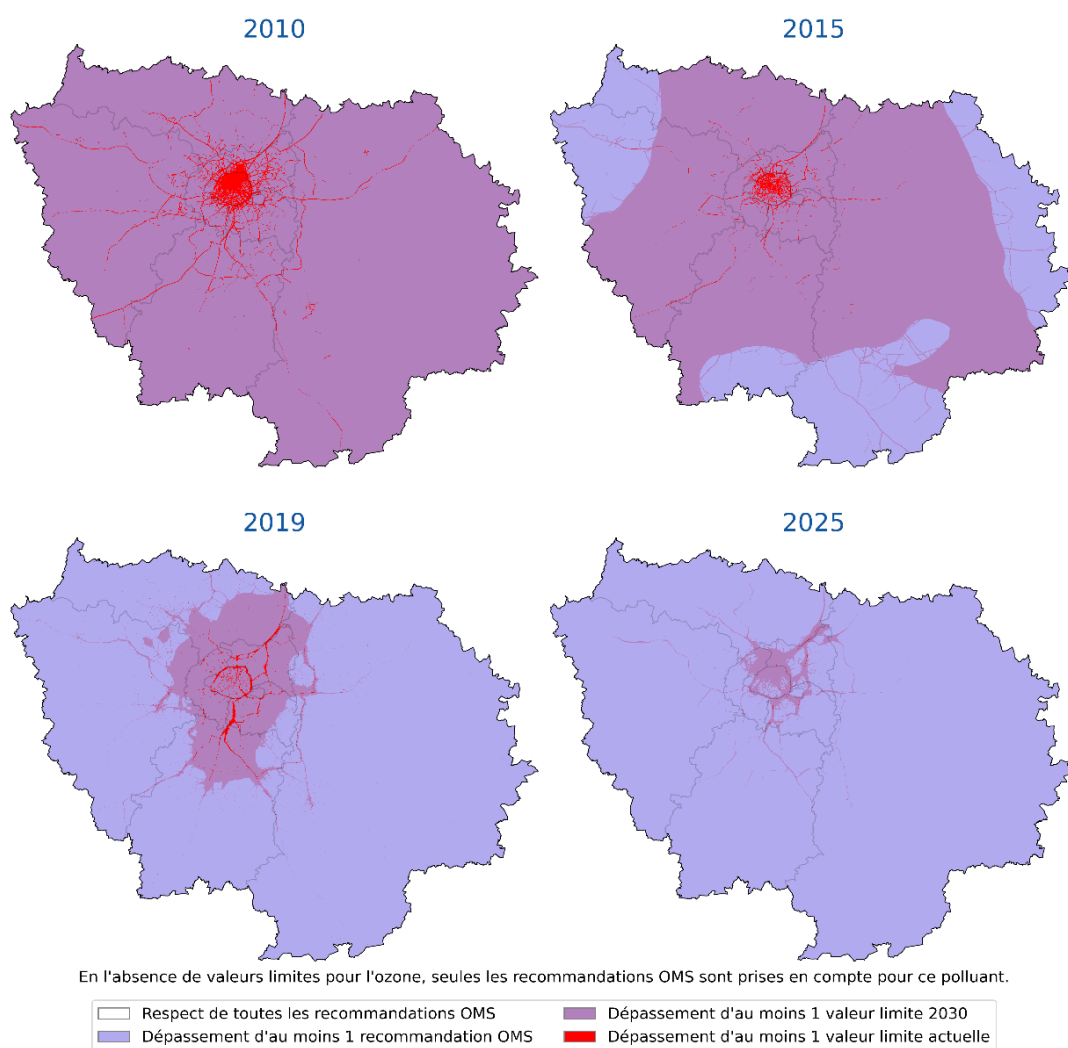 2010
2015
2019
2025
En l'absence de valeurs limites pour l'ozone, seules les recommandations OMS sont prises en compte pour ce polluant.
Respect de toutes les recommandations OMS
Dépassement d'au moins 1 recommandation OMS
Dépassement d'au moins 1 valeur limite 2030
Dépassement d'au moins 1 valeur limite actuelle